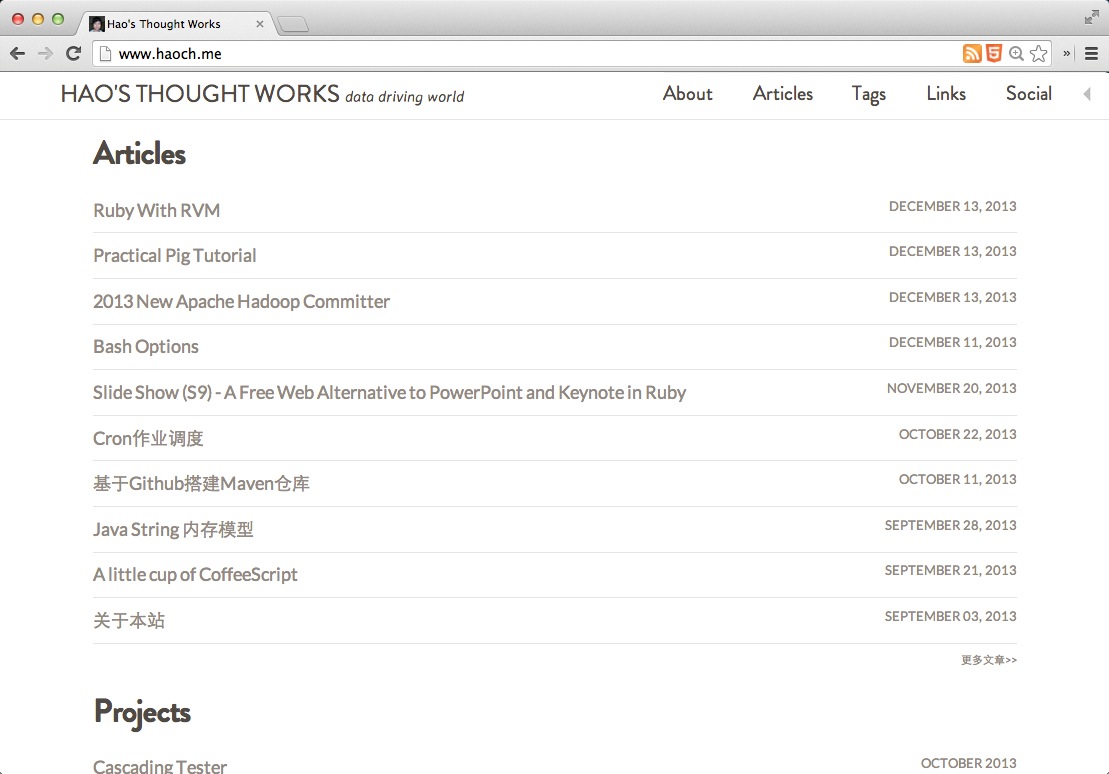 Hao's Thought Works
www.haoch.me
HAO'S THOUGHT WORKS data driving world
About Articles Tags Links Social
Articles
Ruby With RVM DECEMBER 13, 2013
Practical Pig Tutorial DECEMBER 13, 2013
2013 New Apache Hadoop Committer DECEMBER 13, 2013
Bash Options DECEMBER 11, 2013
Slide Show (S9) - A Free Web Alternative to PowerPoint and Keynote in Ruby NOVEMBER 20, 2013
Cron作业调度 OCTOBER 22, 2013
基于Github搭建Maven仓库 OCTOBER 11, 2013
Java String 内存模型 SEPTEMBER 28, 2013
A little cup of CoffeeScript SEPTEMBER 21, 2013
关于本站 SEPTEMBER 03, 2013
更多文章>>
Projects
Cascading Tester OCTOBER 2013